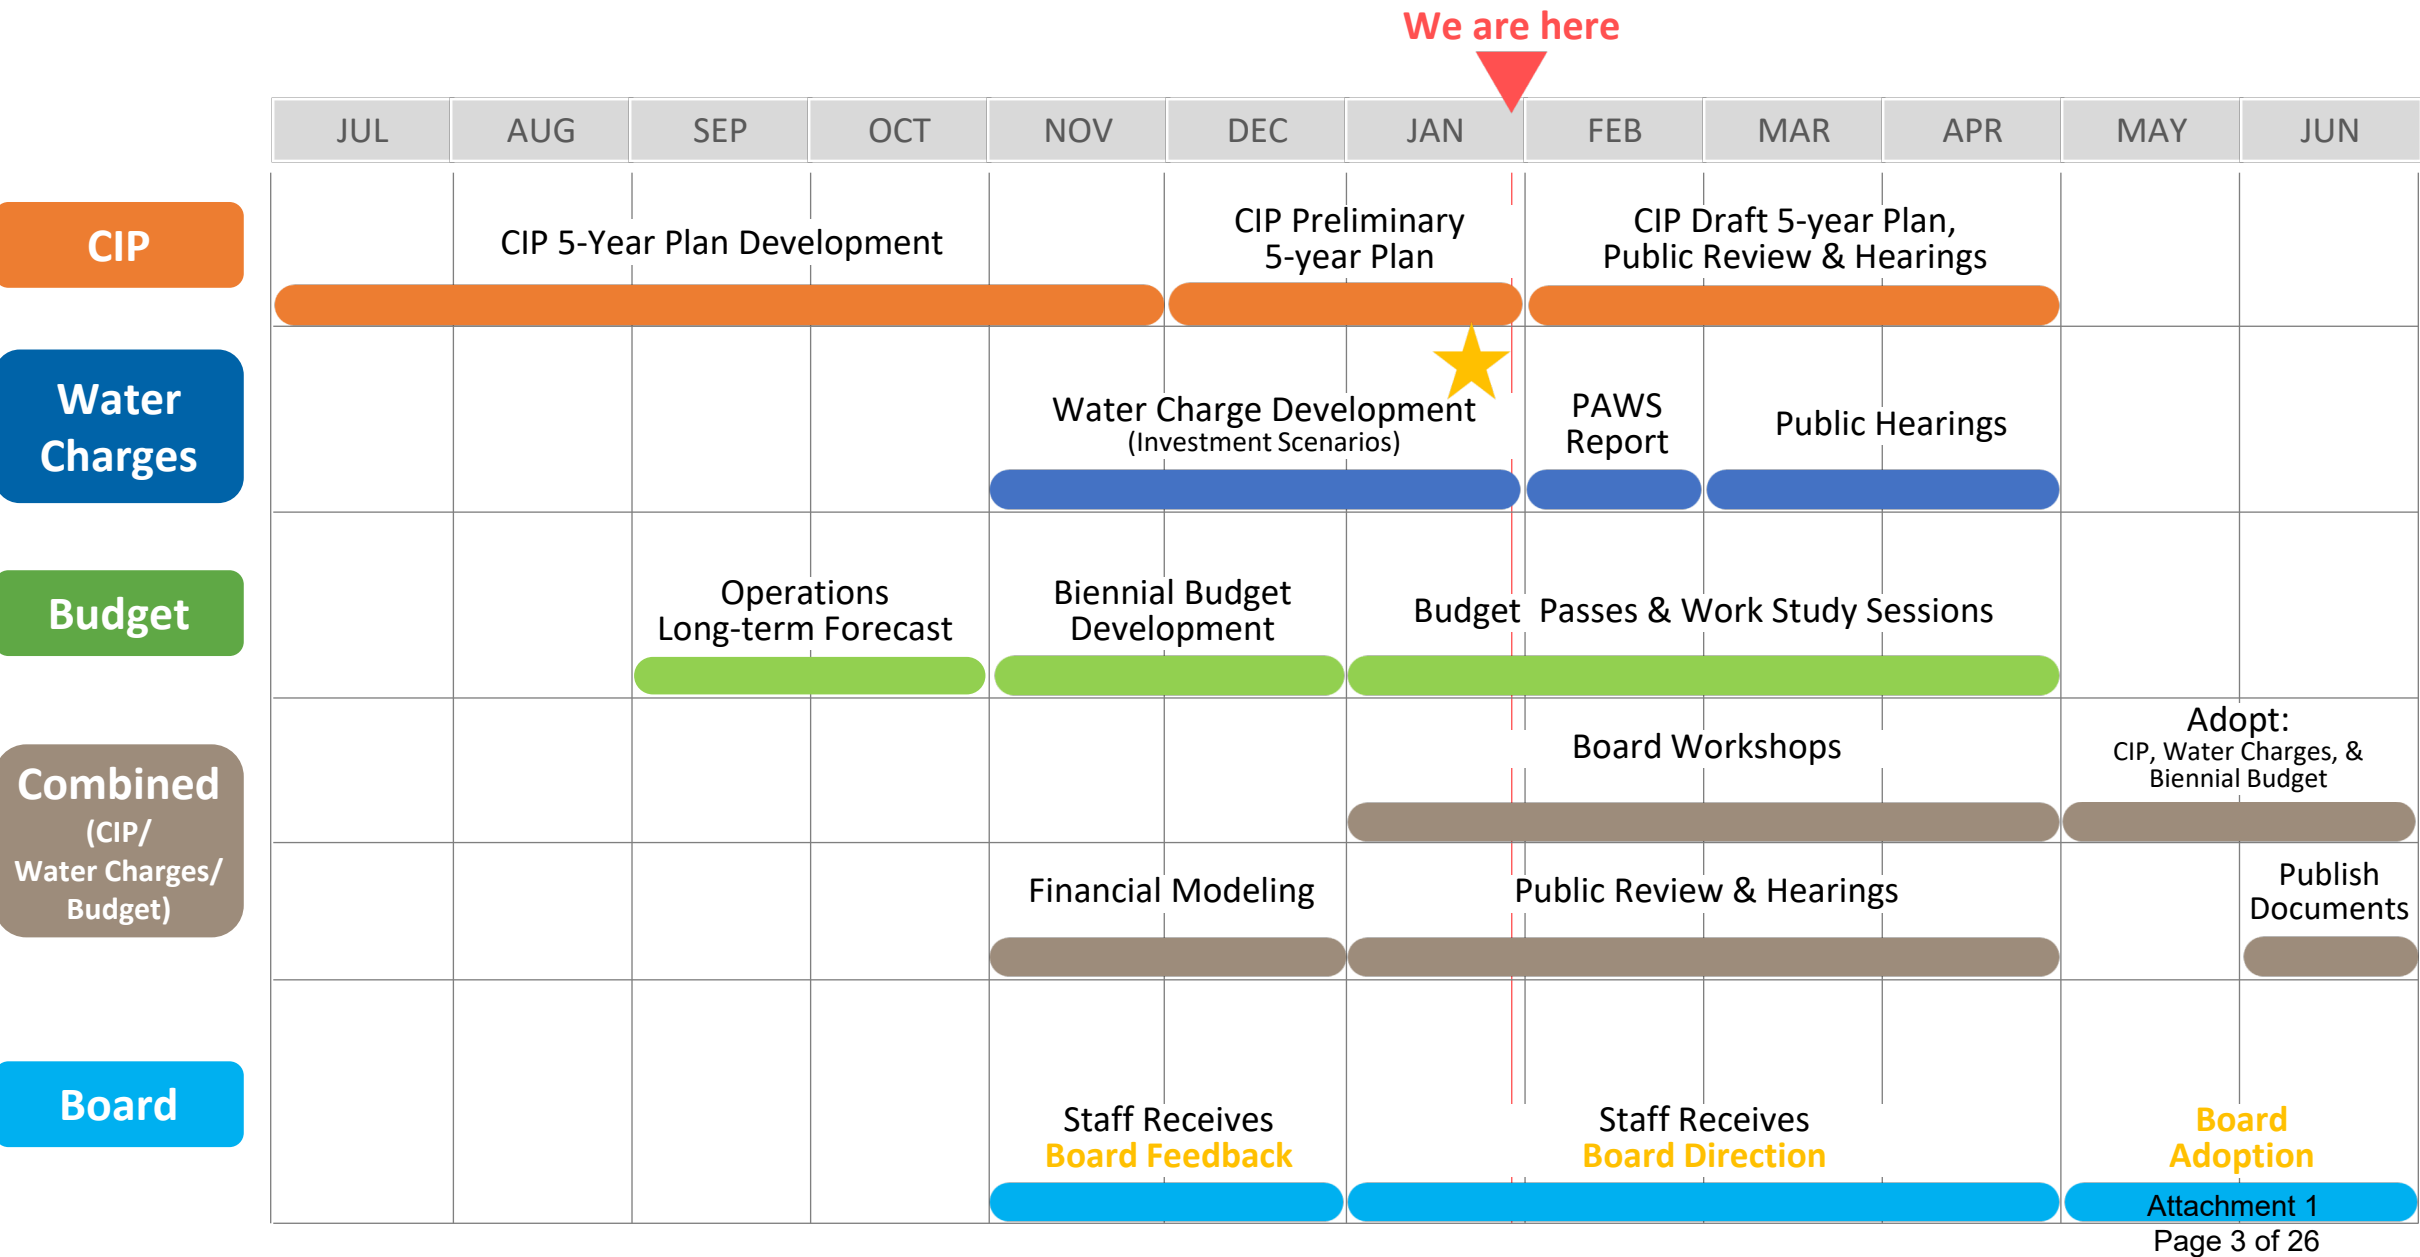 We are here
JUL AUG SEP OCT NOV DEC JAN FEB MAR APR MAY JUN
CIP
CIP 5-Year Plan Development
CIP Preliminary
5-year Plan
CIP Draft 5-year Plan,
Public Review & Hearings
Water
Charges
Water Charge Development
(Investment Scenarios)
PAWS
Report
Public Hearings
Budget
Operations
Long-term Forecast
Biennial Budget
Development
Budget Passes & Work Study Sessions
Combined
(CIP/
Water Charges/
Budget)
Board Workshops
Adopt:
CIP, Water Charges, &
Biennial Budget
Financial Modeling
Public Review & Hearings
Publish
Documents
Board
Staff Receives
Board Feedback
Staff Receives
Board Direction
Board
Adoption
Attachment 1
Page 3 of 26